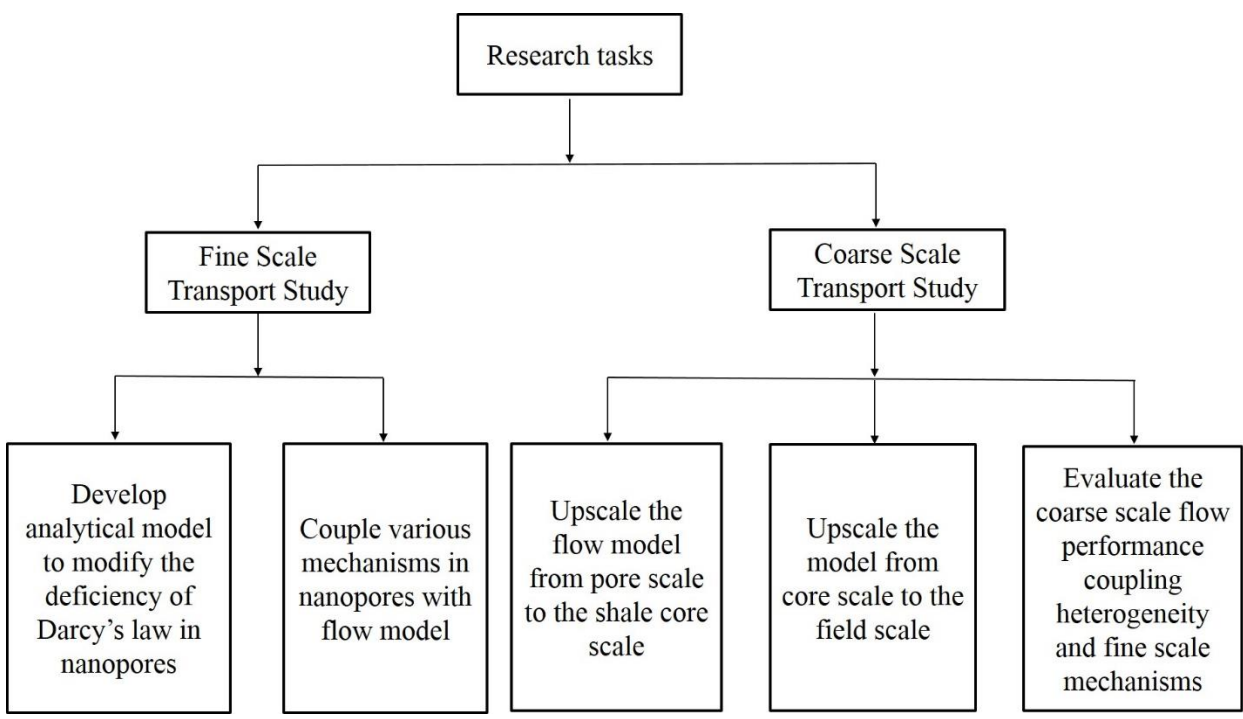 Research tasks
Fine Scale
Transport Study
Coarse Scale
Transport Study
Develop
analytical model
to modify the
deficiency of
Darcy’s law in
nanopores
Couple various
mechanisms in
nanopores with
flow model
Upscale the
flow model
from pore scale
to the shale core
scale
Upscale the
model from
core scale to the
field scale
Evaluate the
coarse scale flow
performance
coupling
heterogeneity
and fine scale
mechanisms